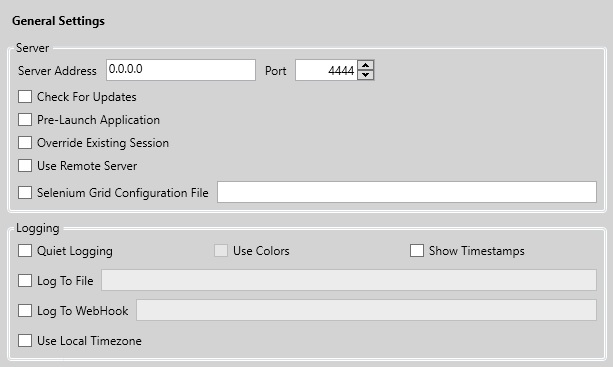 General Settings
Server
Server Address 0.0.0.0 Port 4444
Check For Updates
Pre-Launch Application
Override Existing Session
Use Remote Server
Selenium Grid Configuration File
Logging
Quiet Logging Use Colors Show Timestamps
Log To File
Log To WebHook
Use Local Timezone